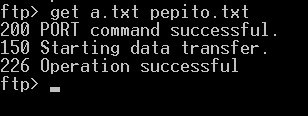 ftp> get a.txt pepito.txt
200 PORT command successful.
150 Starting data transfer.
226 Operation successful
ftp> _